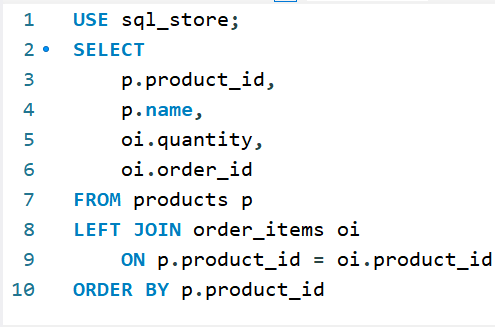 1 USE sql_store;
2 SELECT
3 p.product_id,
4 p.name,
5 oi.quantity,
6 oi.order_id
7 FROM products p
8 LEFT JOIN order_items oi
9 ON p.product_id = oi.product_id
10 ORDER BY p.product_id